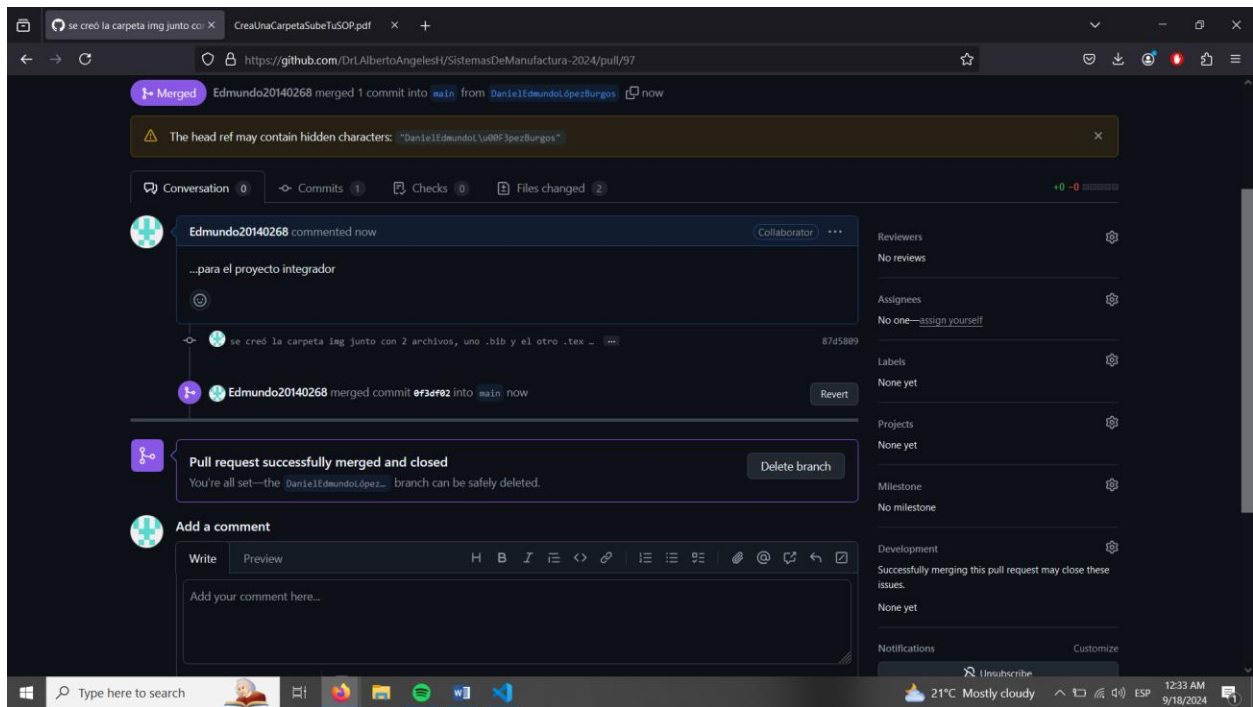 se creó la carpeta img junto co
CreaUnaCarpetaSubeTuSOP.pdf
https://github.com/DrLAlbertoAngelesH/SistemasDeManufactura-2024/pull/97
Merged Edmundo20140268 merged 1 commit into main from DanielEdmundoLópezBurgos now
The head ref may contain hidden characters: "DanielEdmundoL\u00F3pezBurgos"
Conversation 0 Commits 1 Checks 0 Files changed 2 +0 −0
Edmundo20140268 commented now Collaborator ...
...para el proyecto integrador
se creó la carpeta img junto con 2 archivos, uno .bib y el otro .tex … ... 87d5809
Edmundo20140268 merged commit 0f3df02 into main now Revert
Pull request successfully merged and closed
You're all set—the DanielEdmundoLópez… branch can be safely deleted.
Delete branch
Add a comment
Write Preview H B I
Add your comment here...
Reviewers
No reviews
Assignees
No one—assign yourself
Labels
None yet
Projects
None yet
Milestone
No milestone
Development
Successfully merging this pull request may close these
issues.
None yet
Notifications Customize
Unsubscribe
Type here to search
21°C Mostly cloudy ESP 12:33 AM
9/18/2024